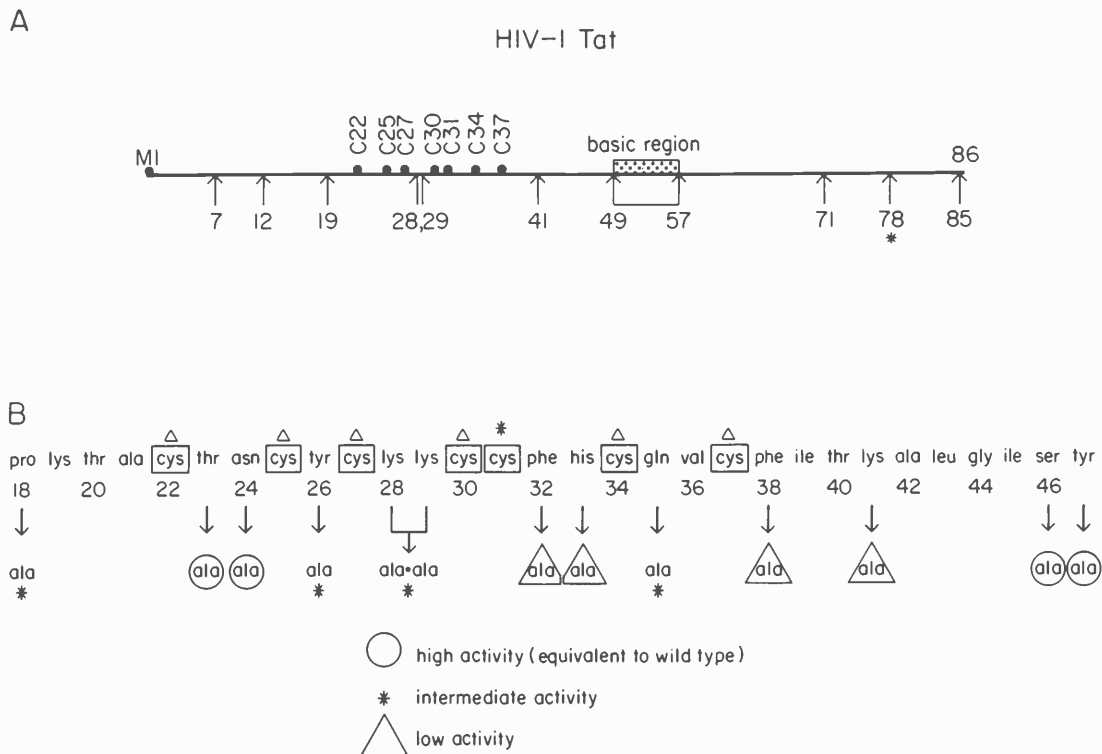 A
HIV-I Tat
C22 C25 C27 C30 C31 C34 C37
basic region
MI
86
7 12 19 28,29 41 49 57 71 78 85
*
B
△ △ △ △ * △ △
pro lys thr ala cys thr asn cys tyr cys lys lys cys cys phe his cys gln val cys phe ile thr lys ala leu gly ile ser tyr
18 20 22 24 26 28 30 32 34 36 38 40 42 44 46
ala ala ala ala ala•ala ala ala ala ala ala ala ala
* * * *
high activity (equivalent to wild type)
* intermediate activity
low activity